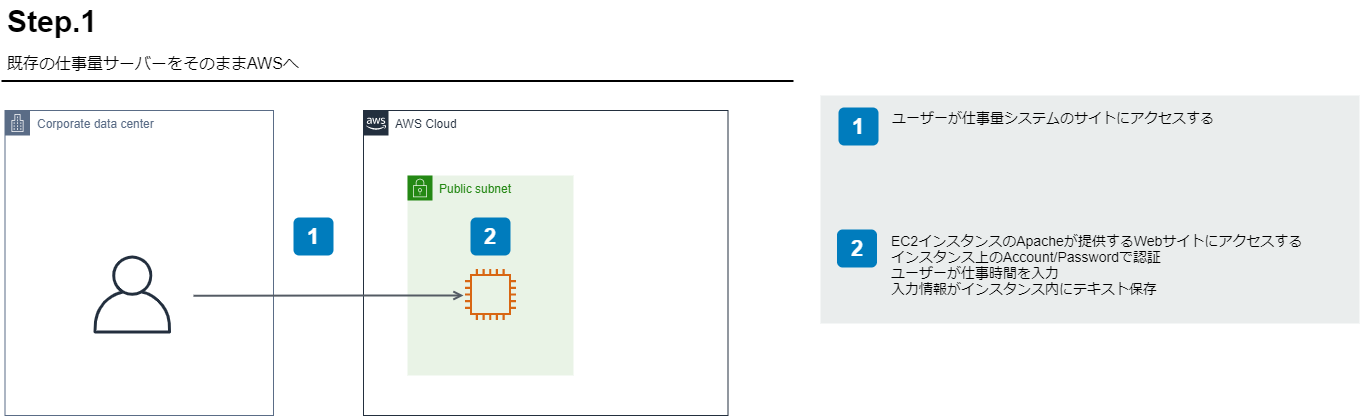 Step.1
既存の仕事量サーバーをそのままAWSへ
Corporate data center
aws
AWS Cloud
Public subnet
1
2
1
ユーザーが仕事量システムのサイトにアクセスする
2
EC2インスタンスのApacheが提供するWebサイトにアクセスする
インスタンス上のAccount/Passwordで認証
ユーザーが仕事時間を入力
入力情報がインスタンス内にテキスト保存